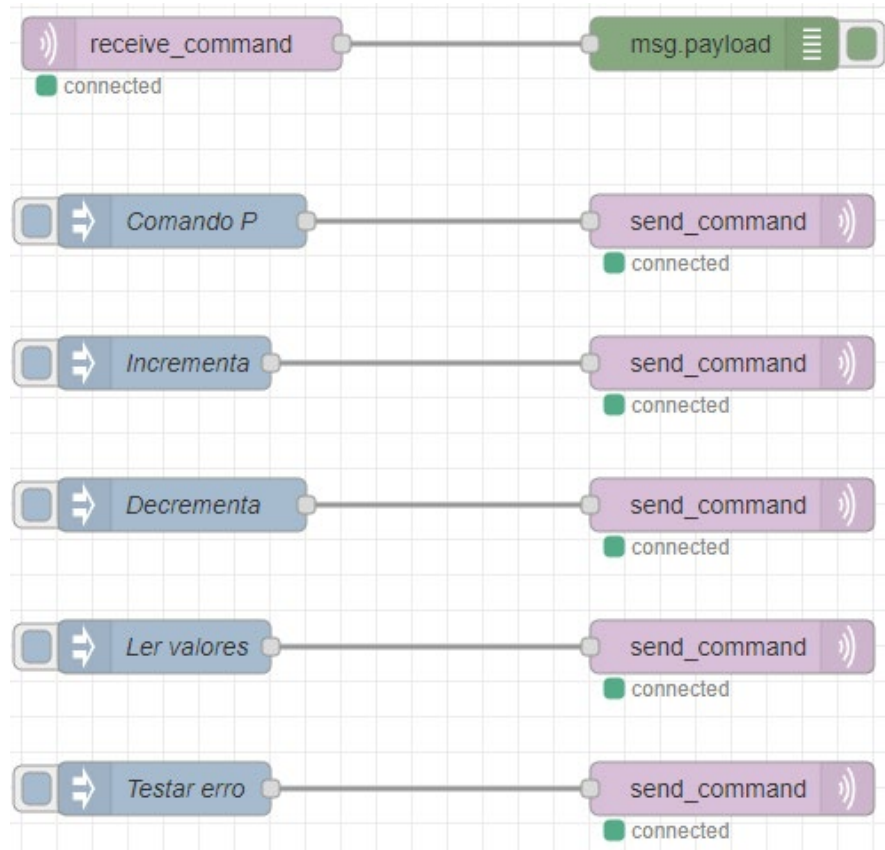 receive_command
msg.payload
connected
Comando P
send_command
connected
Incrementa
send_command
connected
Decrementa
send_command
connected
Ler valores
send_command
connected
Testar erro
send_command
connected